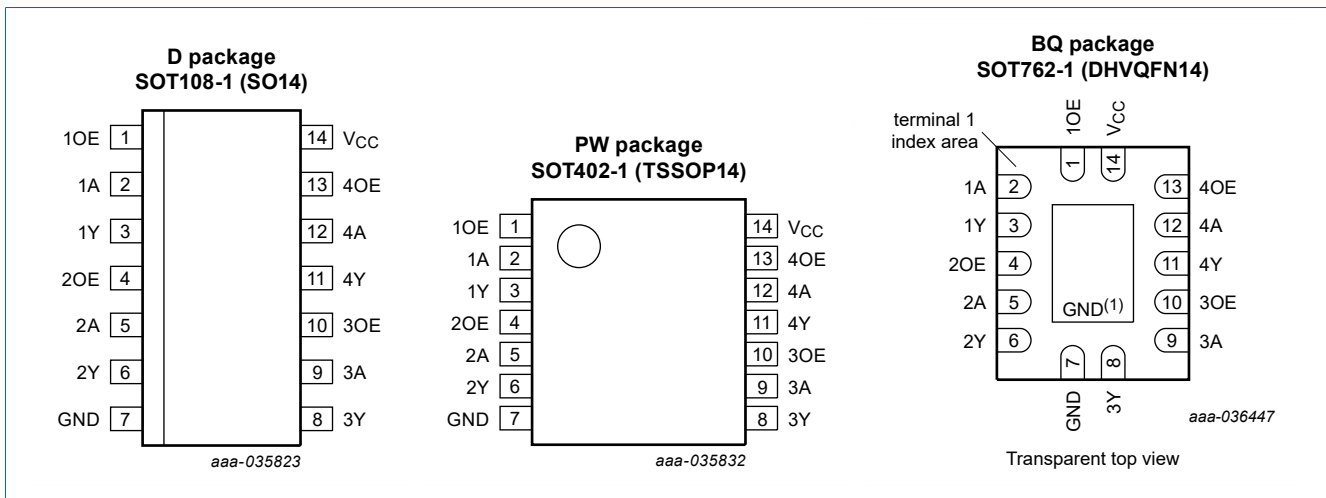 D package
SOT108-1 (SO14)
1OE 1 14 VCC
1A 2 13 4OE
1Y 3 12 4A
2OE 4 11 4Y
2A 5 10 3OE
2Y 6 9 3A
GND 7 8 3Y
aaa-035823
PW package
SOT402-1 (TSSOP14)
1OE 1 14 VCC
1A 2 13 4OE
1Y 3 12 4A
2OE 4 11 4Y
2A 5 10 3OE
2Y 6 9 3A
GND 7 8 3Y
aaa-035832
BQ package
SOT762-1 (DHVQFN14)
terminal 1
index area
1OE VCC
1 14
1A 2 13 4OE
1Y 3 12 4A
2OE 4 11 4Y
2A 5 10 3OE
GND(1)
2Y 6 9 3A
7 8
GND 3Y
aaa-036447
Transparent top view